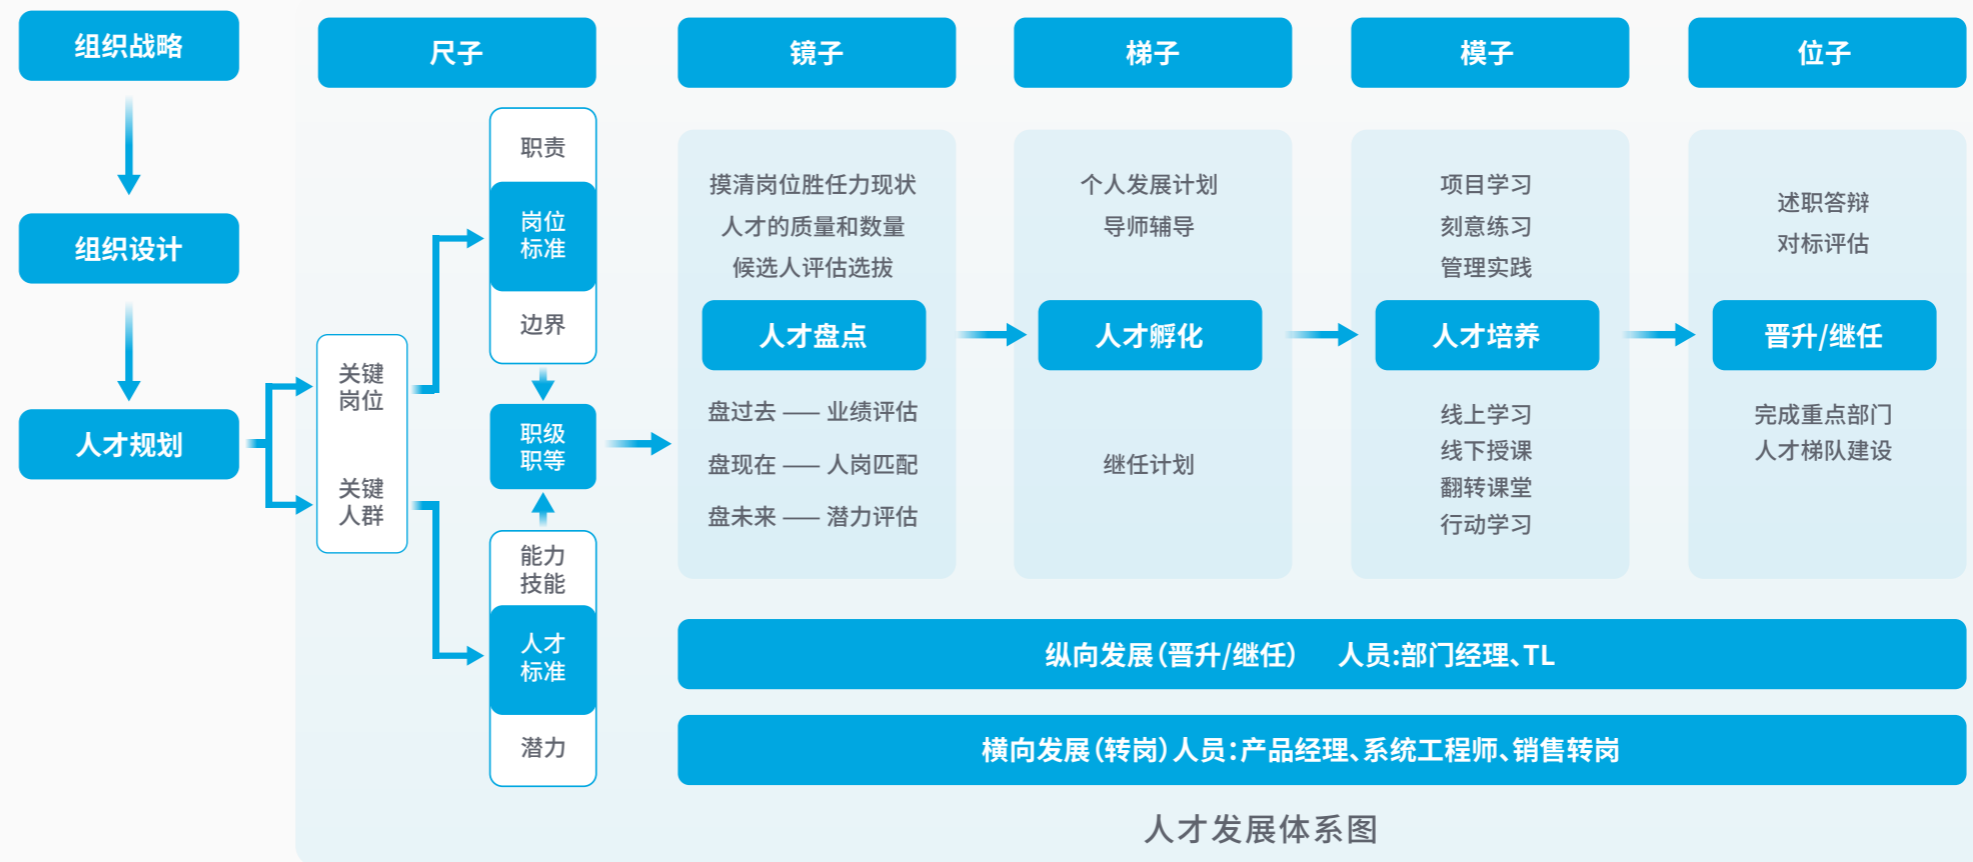 组织战略
组织设计
人才规划
尺子
关键
岗位
关键
人群
职责
岗位
标准
边界
职级
职等
能力
技能
人才
标准
潜力
镜子
摸清岗位胜任力现状
人才的质量和数量
候选人评估选拔
人才盘点
盘过去 —— 业绩评估
盘现在 —— 人岗匹配
盘未来 —— 潜力评估
梯子
个人发展计划
导师辅导
人才孵化
继任计划
模子
项目学习
刻意练习
管理实践
人才培养
线上学习
线下授课
翻转课堂
行动学习
位子
述职答辩
对标评估
晋升/继任
完成重点部门
人才梯队建设
纵向发展（晋升/继任） 人员:部门经理、TL
横向发展（转岗）人员：产品经理、系统工程师、销售转岗
人才发展体系图